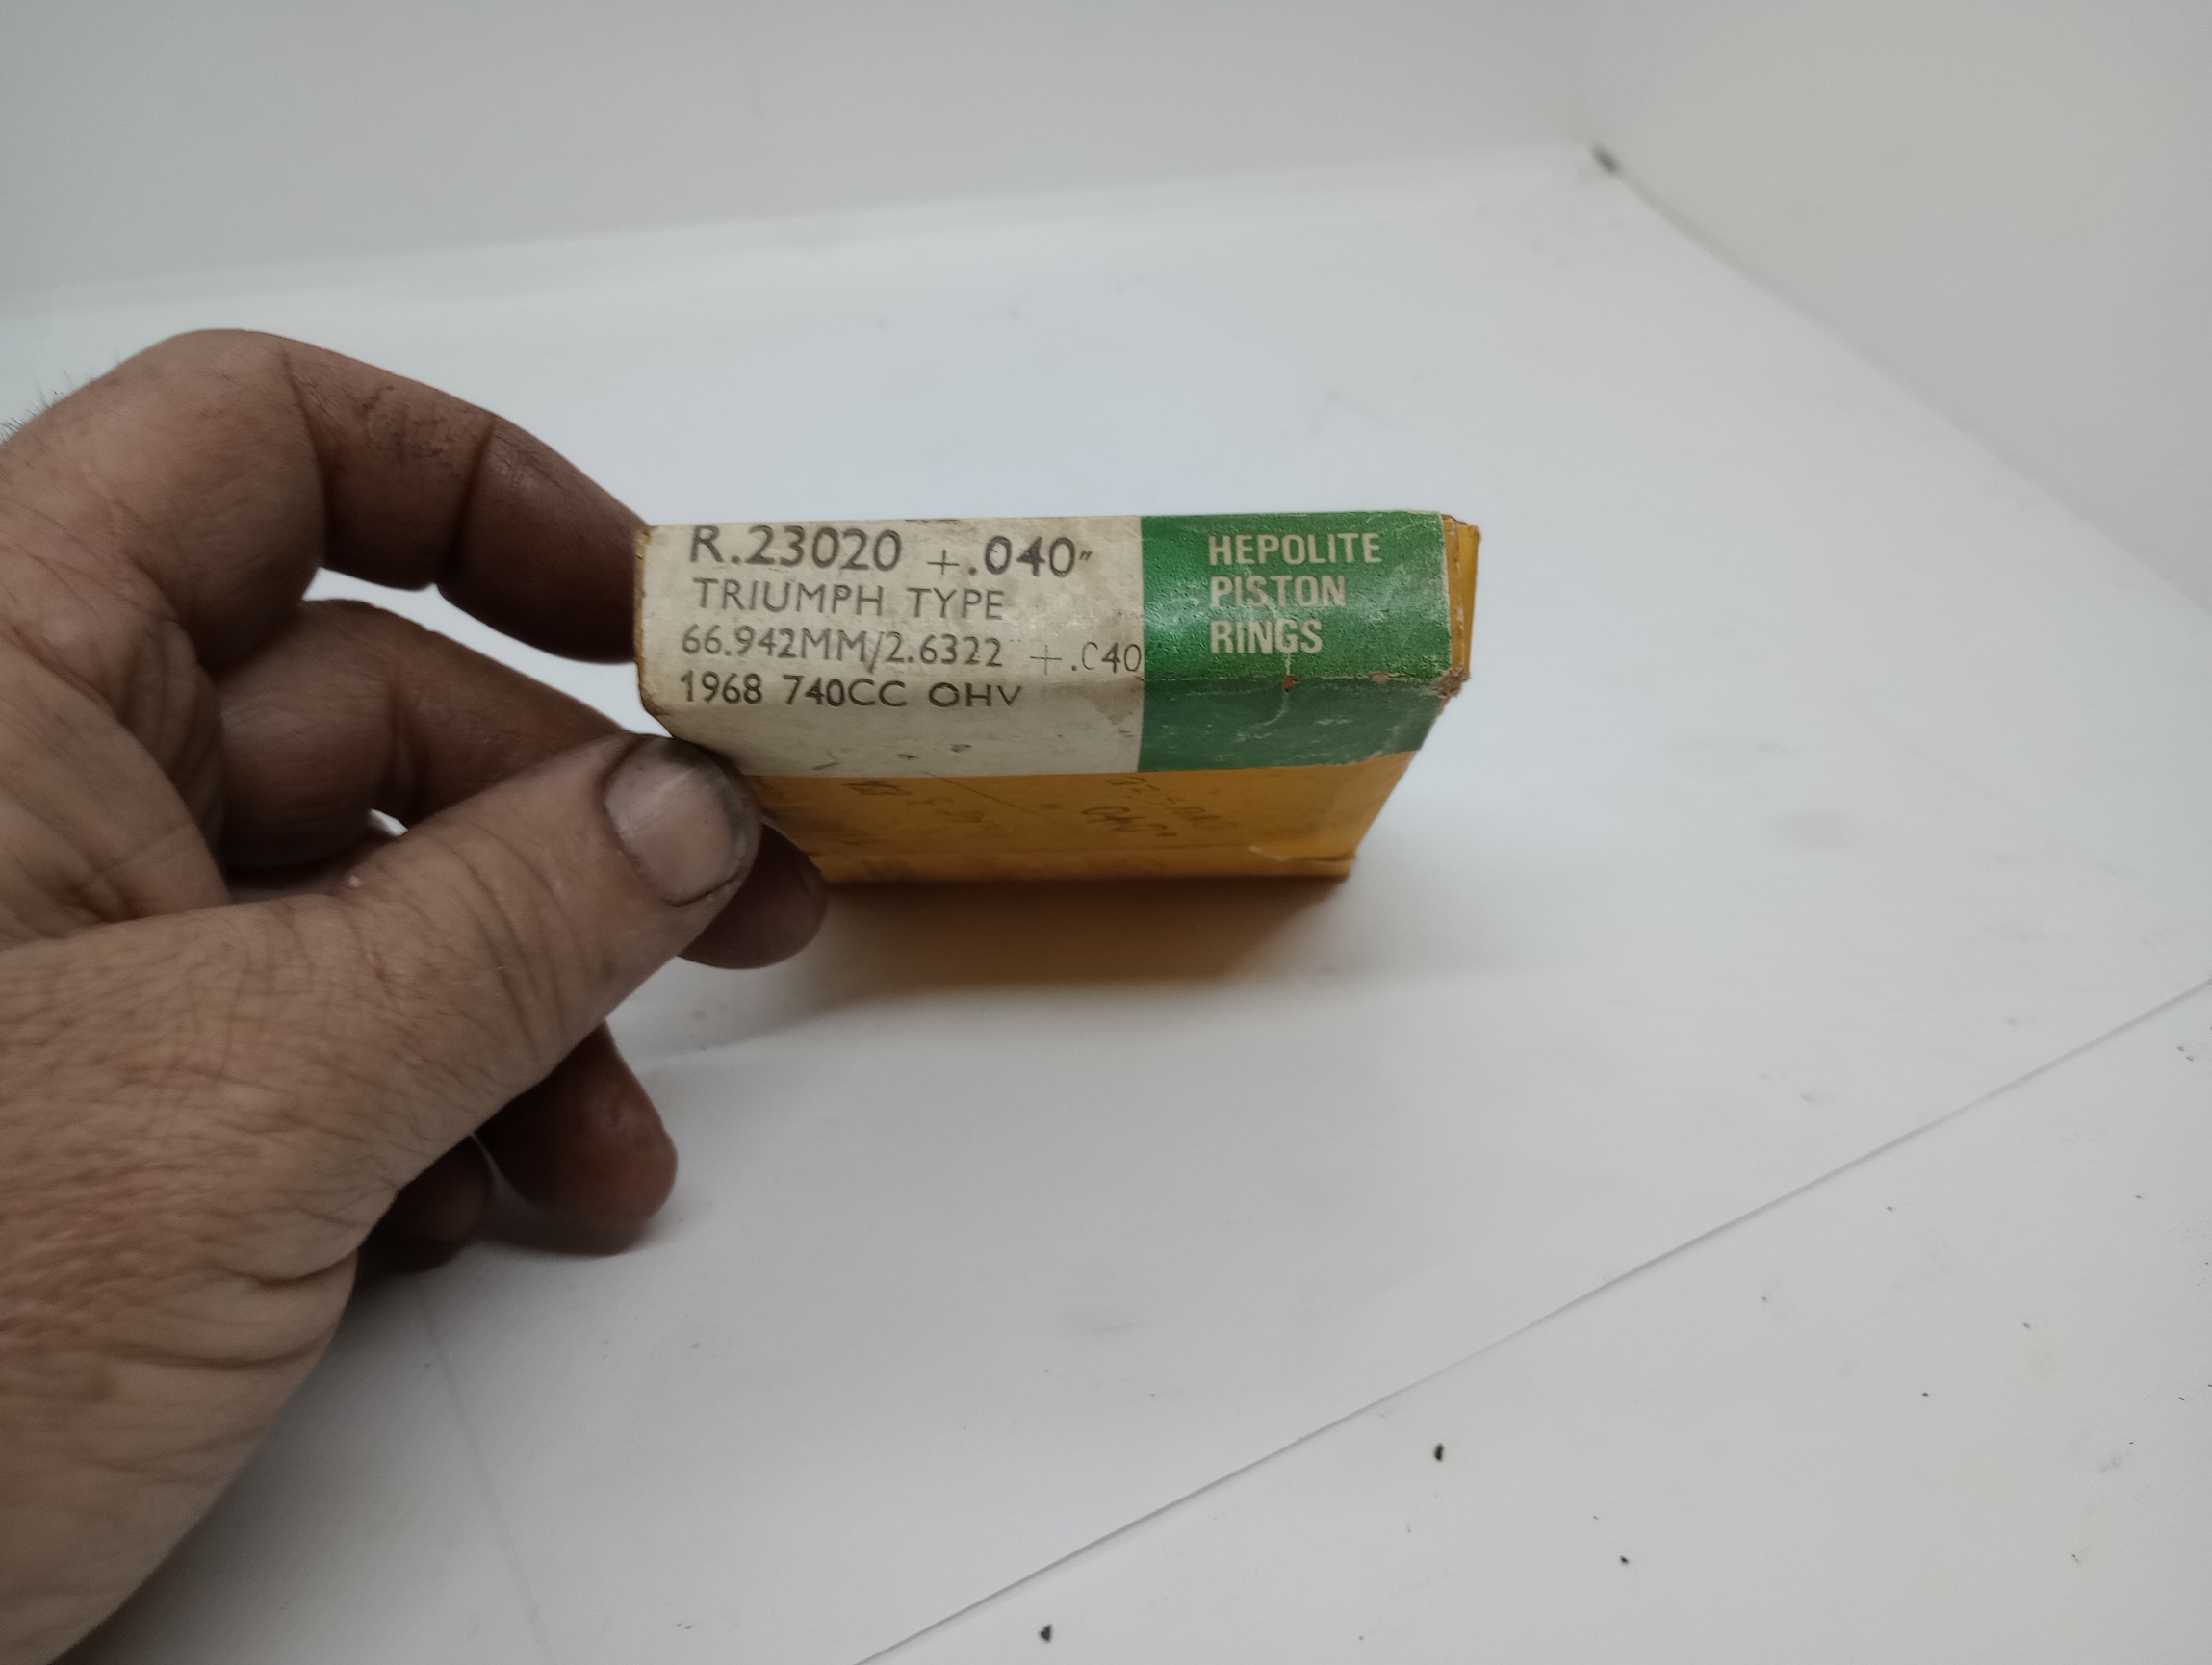 R.23020 +.040"
TRIUMPH TYPE
66.942MM/2.6322 +.040
1968 740CC OHV
HEPOLITE
PISTON
RINGS